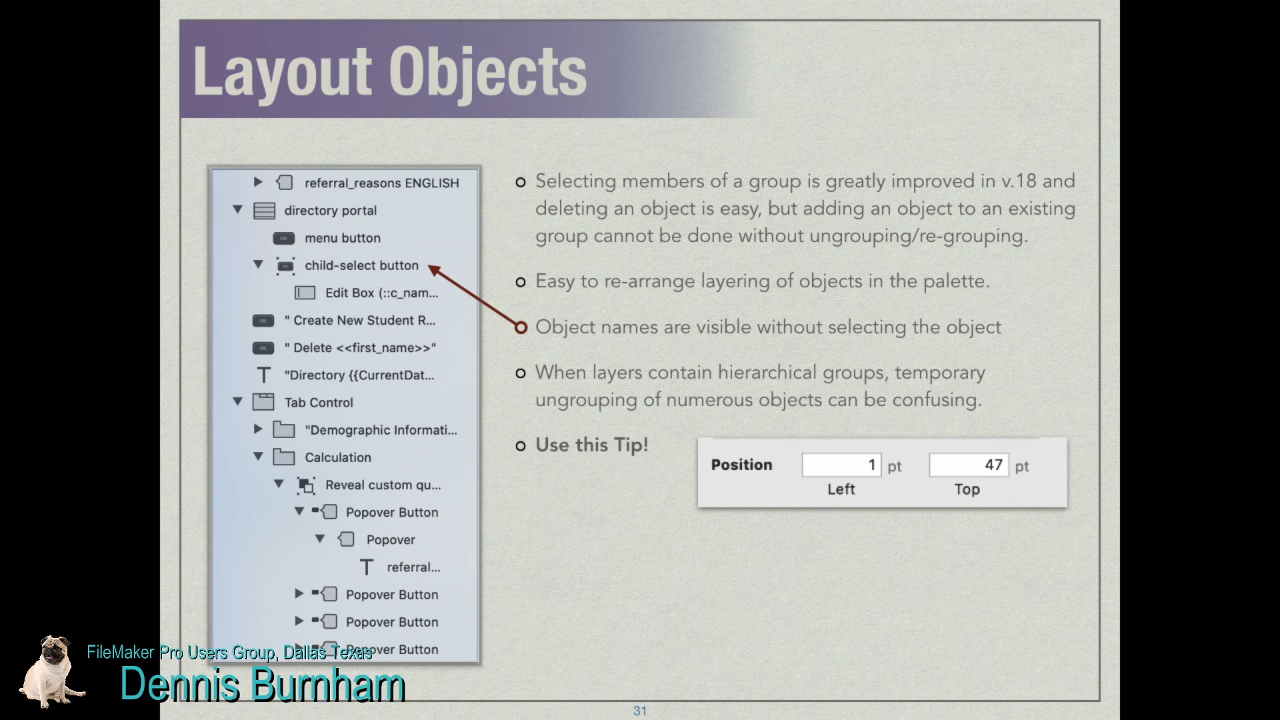 Layout Objects
referral_reasons ENGLISH
directory portal
menu button
child-select button
Edit Box (::c_nam...
" Create New Student R...
" Delete <<first_name>>"
"Directory {{CurrentDat...
Tab Control
"Demographic Informati...
Calculation
Reveal custom qu...
Popover Button
Popover
referral...
Popover Button
Popover Button
Popover Button
Selecting members of a group is greatly improved in v.18 and
deleting an object is easy, but adding an object to an existing
group cannot be done without ungrouping/re-grouping.
Easy to re-arrange layering of objects in the palette.
Object names are visible without selecting the object
When layers contain hierarchical groups, temporary
ungrouping of numerous objects can be confusing.
Use this Tip!
Position 1 pt 47 pt
Left Top
FileMaker Pro Users Group, Dallas Texas
Dennis Burnham
31